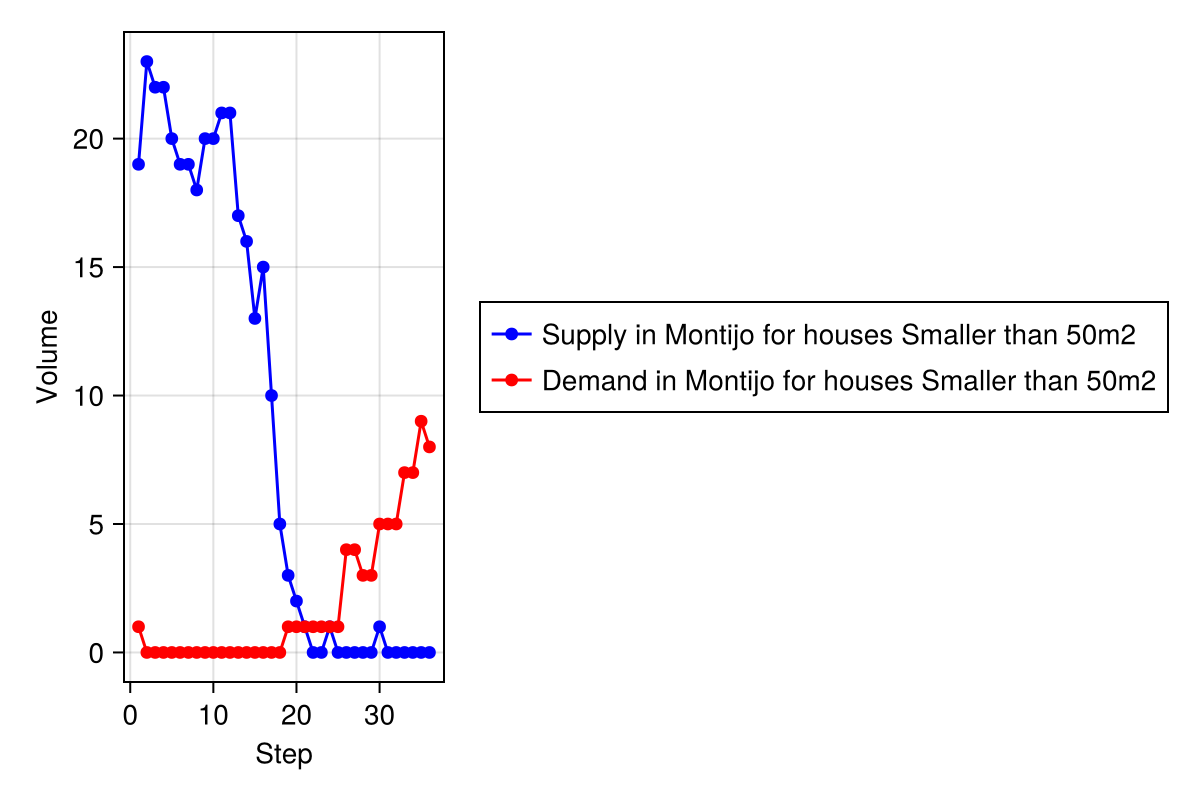 Volume
20
15
10
5
0
0 10 20 30
Step
Supply in Montijo for houses Smaller than 50m2
Demand in Montijo for houses Smaller than 50m2